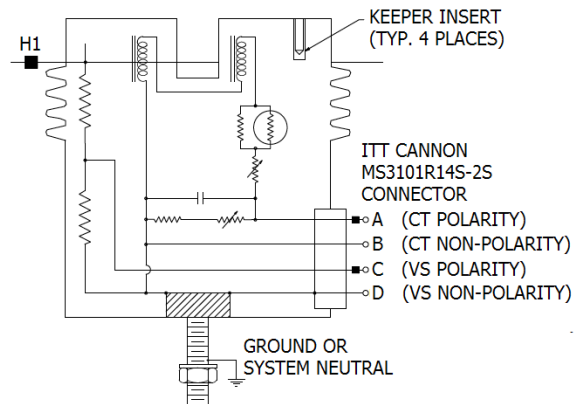 KEEPER INSERT
(TYP. 4 PLACES)
H1
ITT CANNON
MS3101R14S-2S
CONNECTOR
A (CT POLARITY)
B (CT NON-POLARITY)
C (VS POLARITY)
D (VS NON-POLARITY)
GROUND OR
SYSTEM NEUTRAL